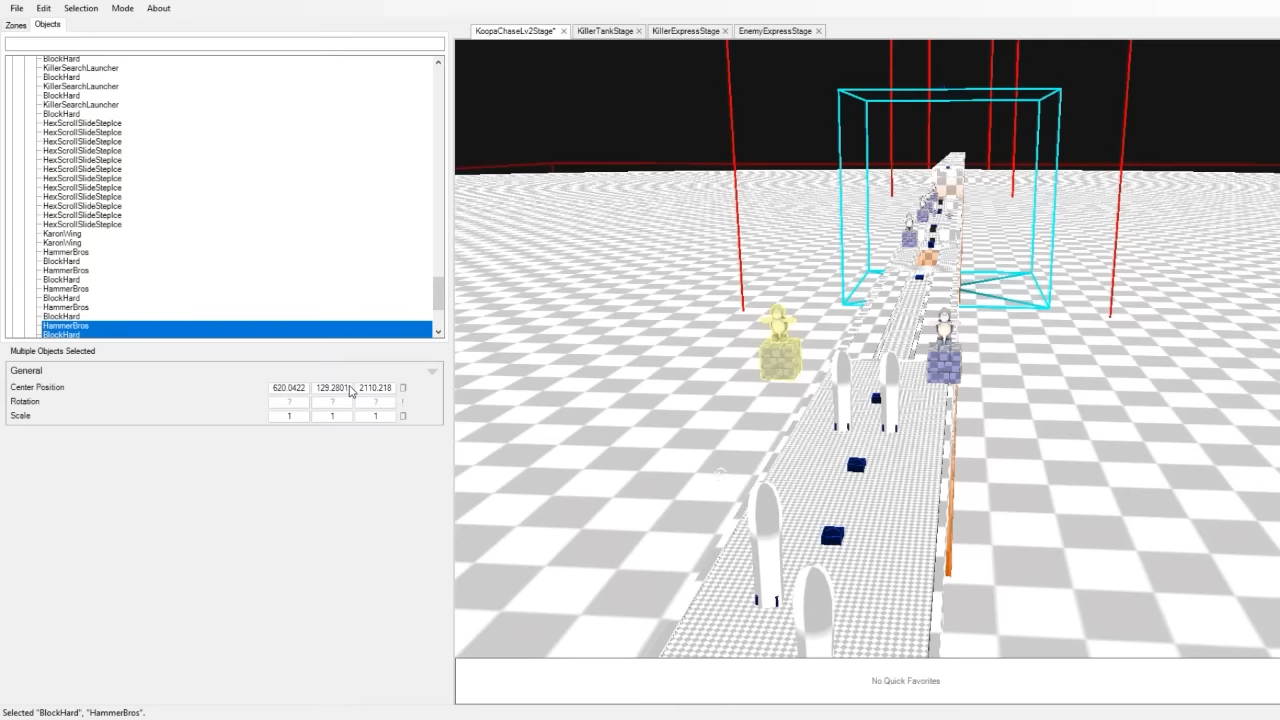 File Edit Selection Mode About
Zones Objects
KoopaChaseLv2Stage* KillerTankStage KillerExpressStage EnemyExpressStage
BlockHard
KillerSearchLauncher
BlockHard
KillerSearchLauncher
BlockHard
KillerSearchLauncher
BlockHard
HexScrollSlideStepIce
HexScrollSlideStepIce
HexScrollSlideStepIce
HexScrollSlideStepIce
HexScrollSlideStepIce
HexScrollSlideStepIce
HexScrollSlideStepIce
HexScrollSlideStepIce
HexScrollSlideStepIce
HexScrollSlideStepIce
HexScrollSlideStepIce
HexScrollSlideStepIce
KaronWing
KaronWing
HammerBros
BlockHard
HammerBros
BlockHard
HammerBros
BlockHard
HammerBros
BlockHard
HammerBros
BlockHard
Multiple Objects Selected
General
Center Position 620.0422 129.2801 2110.218
Rotation ? ? ? !
Scale 1 1 1
No Quick Favorites
Selected "BlockHard", "HammerBros".